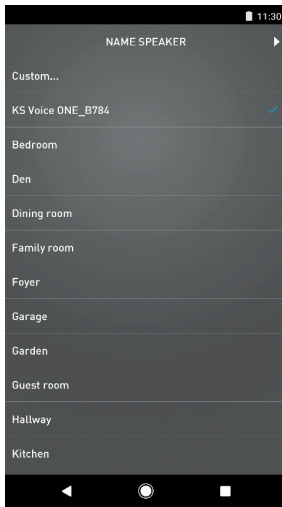 11:30
NAME SPEAKER
Custom...
KS Voice ONE_B784
Bedroom
Den
Dining room
Family room
Foyer
Garage
Garden
Guest room
Hallway
Kitchen